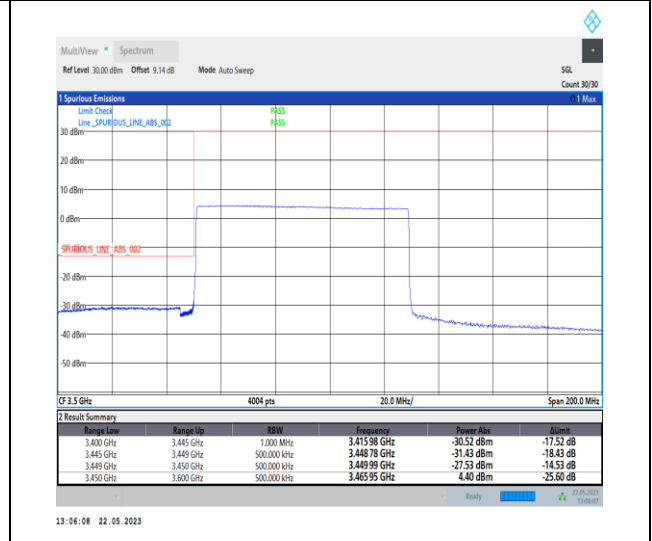 MultiView Spectrum
Ref Level 30.00 dBm Offset 9.14 dB Mode Auto Sweep SGL
Count 30/30
1 Spurious Emissions 1 Max
Limit Check PASS
Line _SPURIOUS_LINE_ABS_002 PASS
30 dBm
20 dBm
10 dBm
0 dBm
_SPURIOUS_LINE_ABS_002
-20 dBm
-30 dBm
-40 dBm
-50 dBm
CF 3.5 GHz 4004 pts 20.0 MHz/ Span 200.0 MHz
2 Result Summary
Range Low Range Up RBW Frequency Power Abs ΔLimit
3.400 GHz 3.445 GHz 1.000 MHz 3.41598 GHz -30.52 dBm -17.52 dB
3.445 GHz 3.449 GHz 500.000 kHz 3.44878 GHz -31.43 dBm -18.43 dB
3.449 GHz 3.450 GHz 500.000 kHz 3.44999 GHz -27.53 dBm -14.53 dB
3.450 GHz 3.600 GHz 500.000 kHz 3.46595 GHz 4.40 dBm -25.60 dB
Ready 22.05.2023
13:06:07
13:06:08 22.05.2023